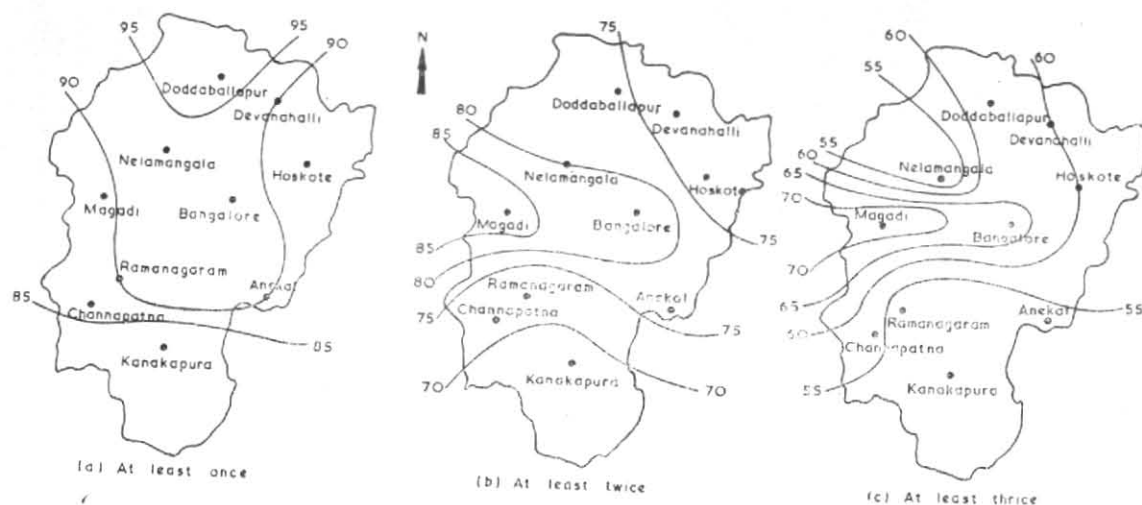 95
95
90
90
Doddaballapur
Devanahalli
Nelamangala
Hoskote
Magadi
Bangalore
Ramanagaram
Anekal
85
Channapatna
85
Kanakapura
(a) At least once
N
75
80
85
Doddaballapur
Devanahalli
Nelamangala
Hoskote
Magadi
Bangalore
85
75
80
Ramanagaram
Anekal
75
Channapatna
75
70
Kanakapura
70
(b) At least twice
60
60
55
Doddaballapur
Devanahalli
55
60
65
Nelamangala
Hoskote
70
Magadi
Bangalore
70
65
55
Ramanagaram
Anekal
60
Channapatna
Kanakapura
55
(c) At least thrice